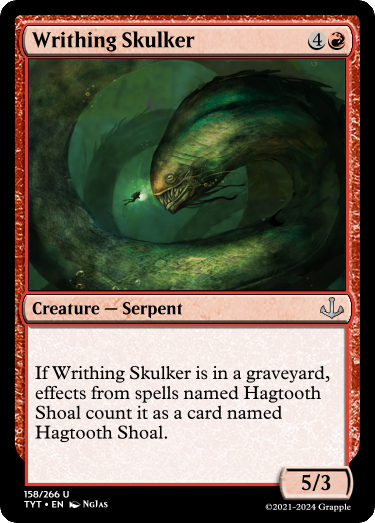 Writhing Skulker 4
Creature — Serpent
If Writhing Skulker is in a graveyard,
effects from spells named Hagtooth
Shoal count it as a card named
Hagtooth Shoal.
5/3
158/266 U
TYT • EN NgJas
©2021-2024 Grapple